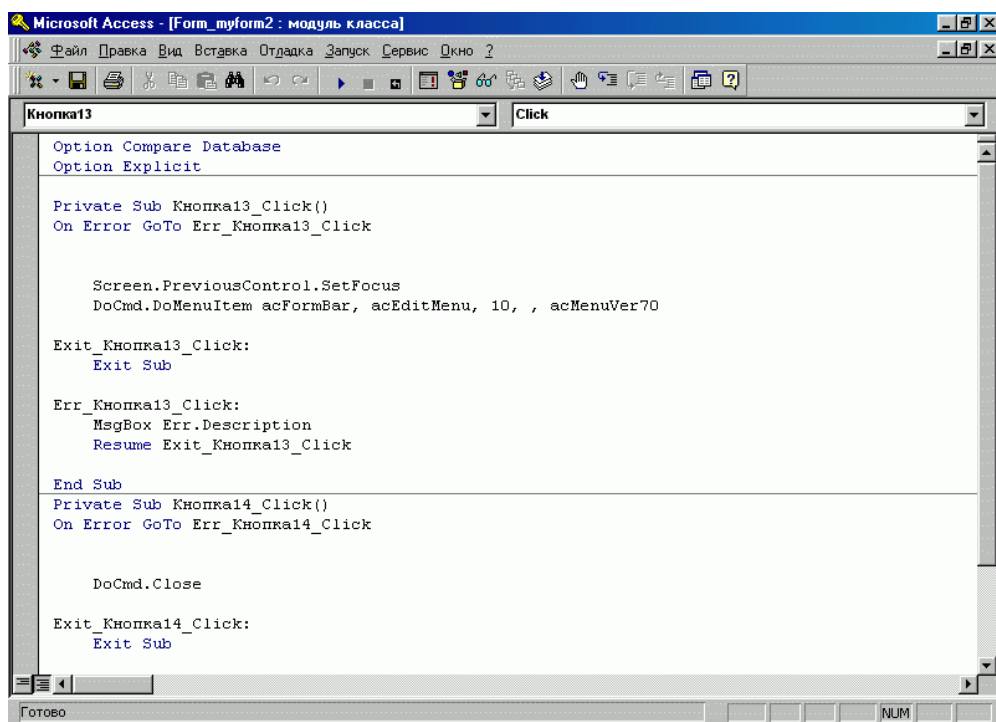 Microsoft Access - [Form_myform2 : модуль класса]
Файл Правка Вид Вставка Отладка Запуск Сервис Окно ?
Кнопка13 Click
Option Compare Database
Option Explicit
Private Sub Кнопка13_Click()
On Error GoTo Err_Кнопка13_Click
Screen.PreviousControl.SetFocus
DoCmd.DoMenuItem acFormBar, acEditMenu, 10, , acMenuVer70
Exit_Кнопка13_Click:
Exit Sub
Err_Кнопка13_Click:
MsgBox Err.Description
Resume Exit_Кнопка13_Click
End Sub
Private Sub Кнопка14_Click()
On Error GoTo Err_Кнопка14_Click
DoCmd.Close
Exit_Кнопка14_Click:
Exit Sub
Готово NUM